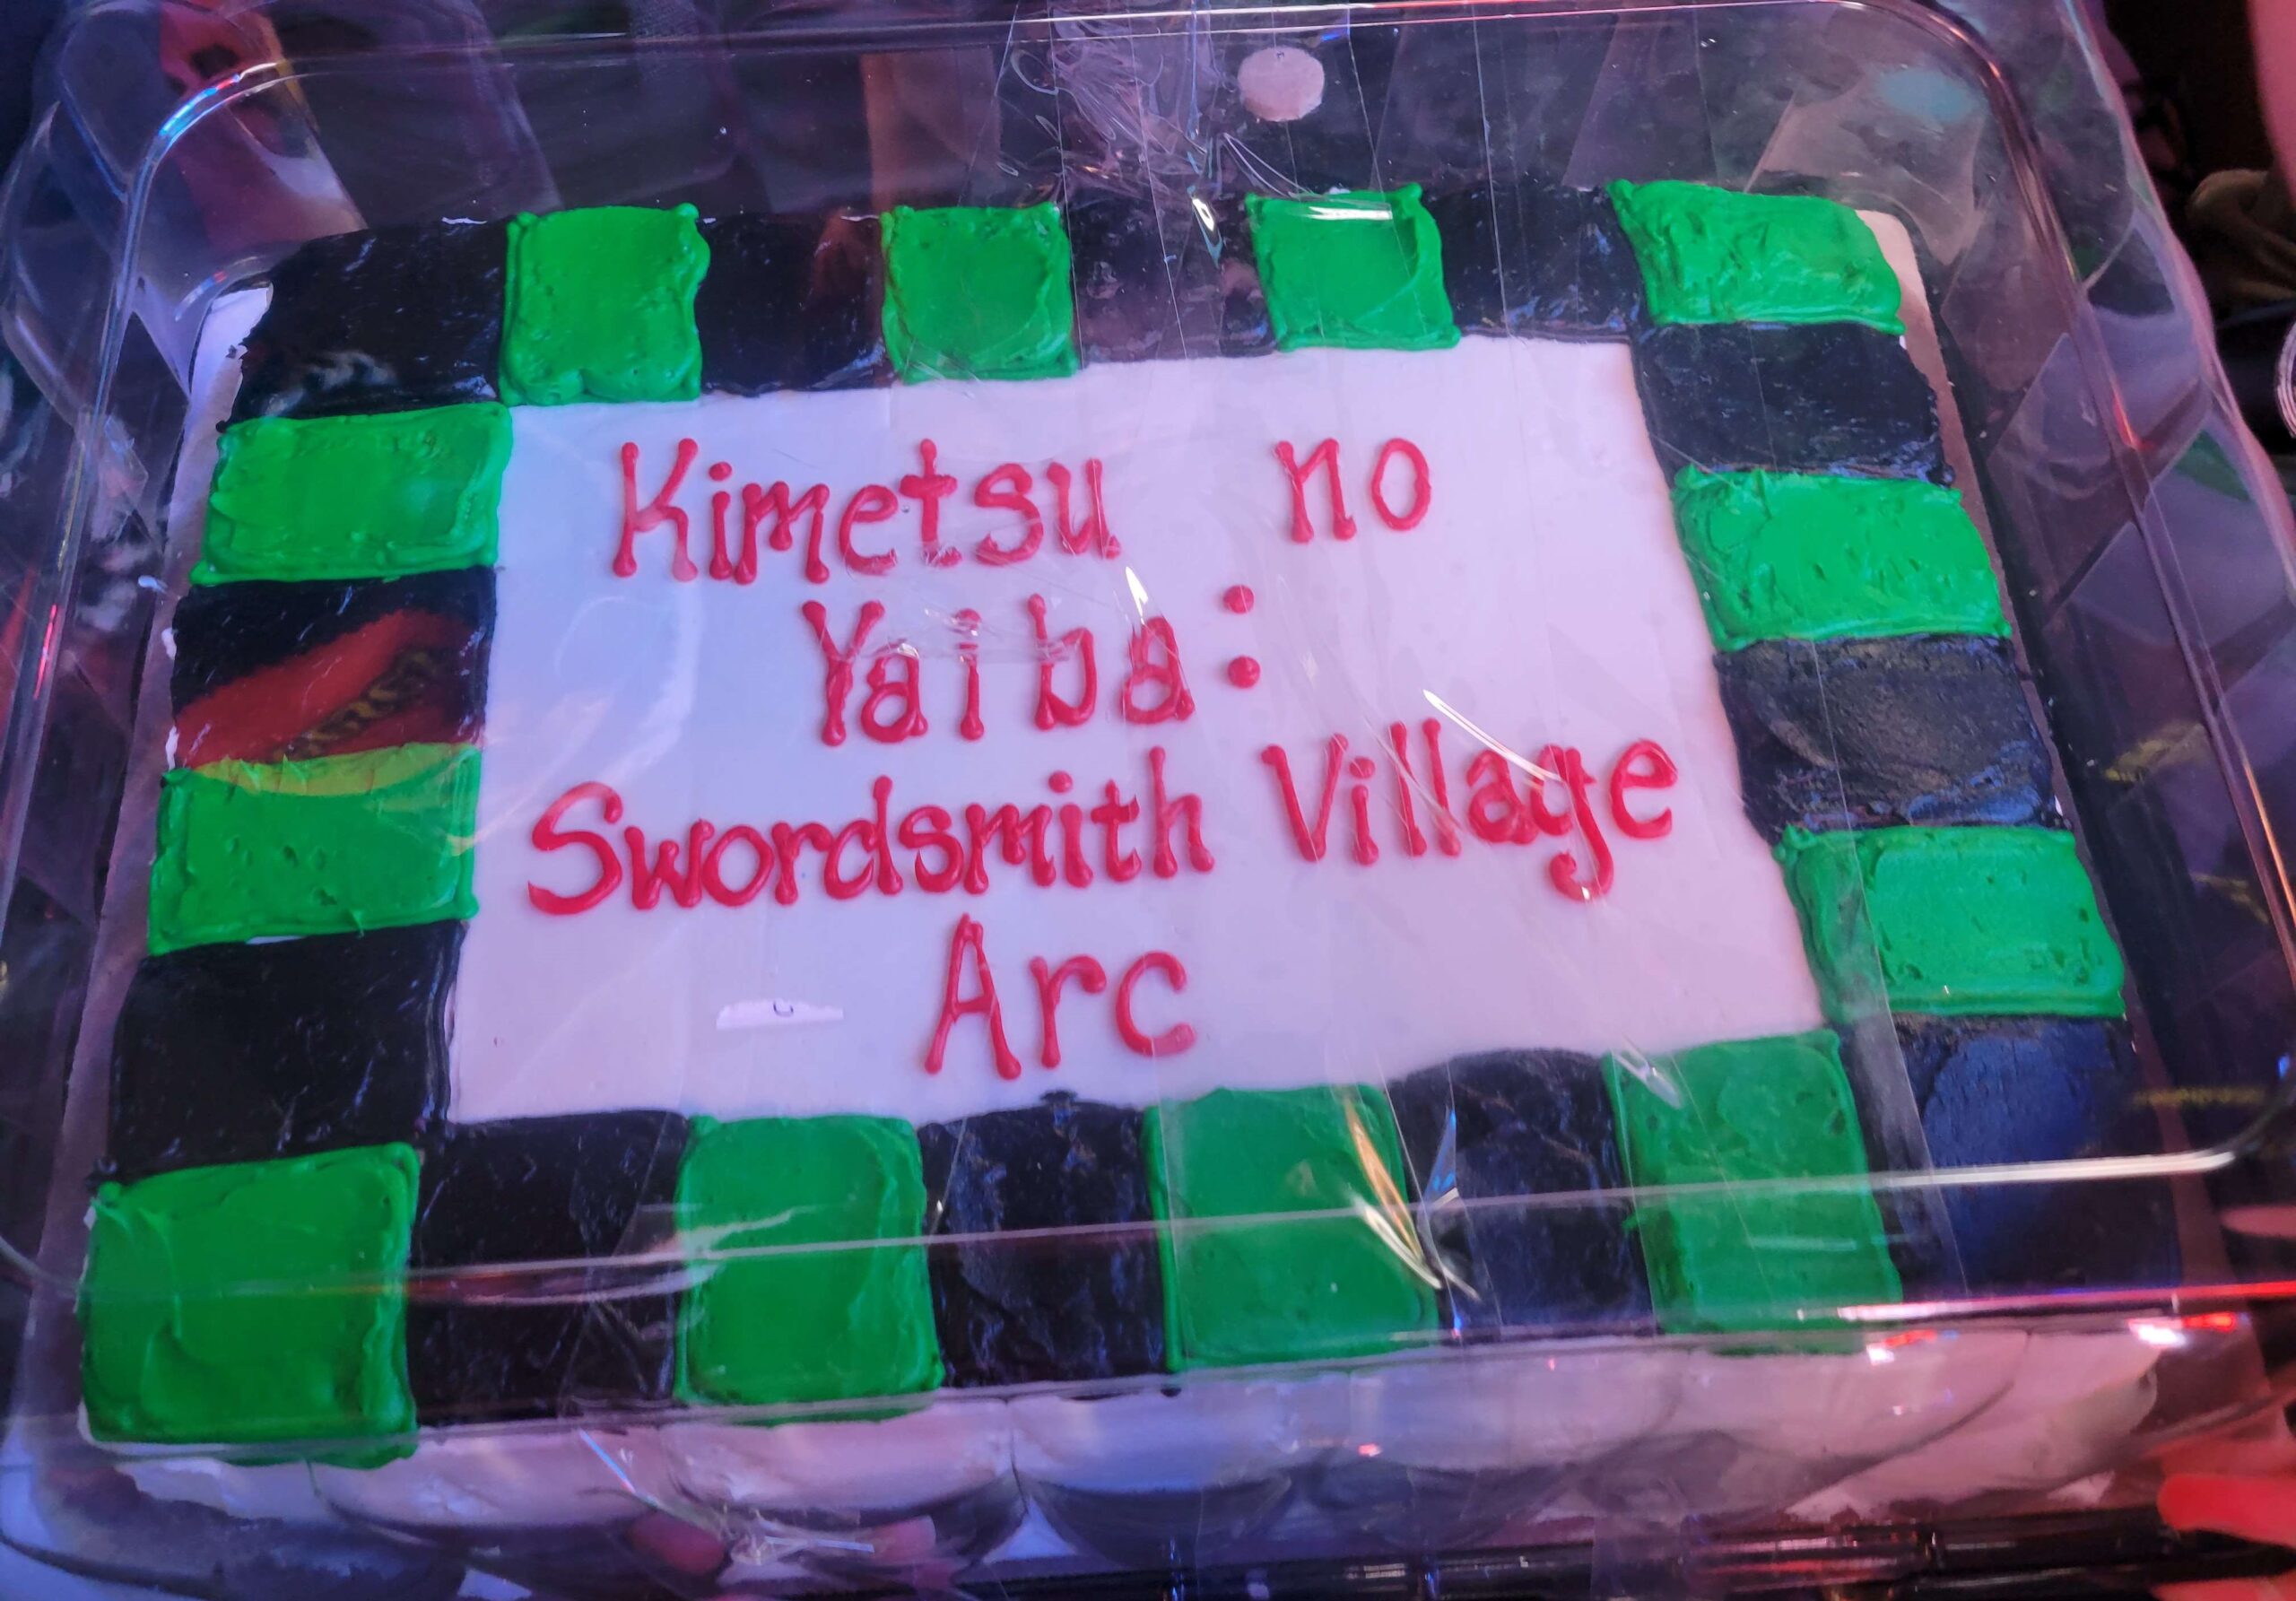 Kimetsu no
Yaiba:
Swordsmith Village
Arc